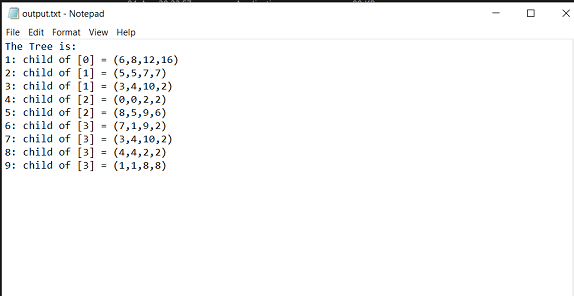 output.txt - Notepad
File Edit Format View Help
The Tree is:
1: child of [0] = (6,8,12,16)
2: child of [1] = (5,5,7,7)
3: child of [1] = (3,4,10,2)
4: child of [2] = (0,0,2,2)
5: child of [2] = (8,5,9,6)
6: child of [3] = (7,1,9,2)
7: child of [3] = (3,4,10,2)
8: child of [3] = (4,4,2,2)
9: child of [3] = (1,1,8,8)